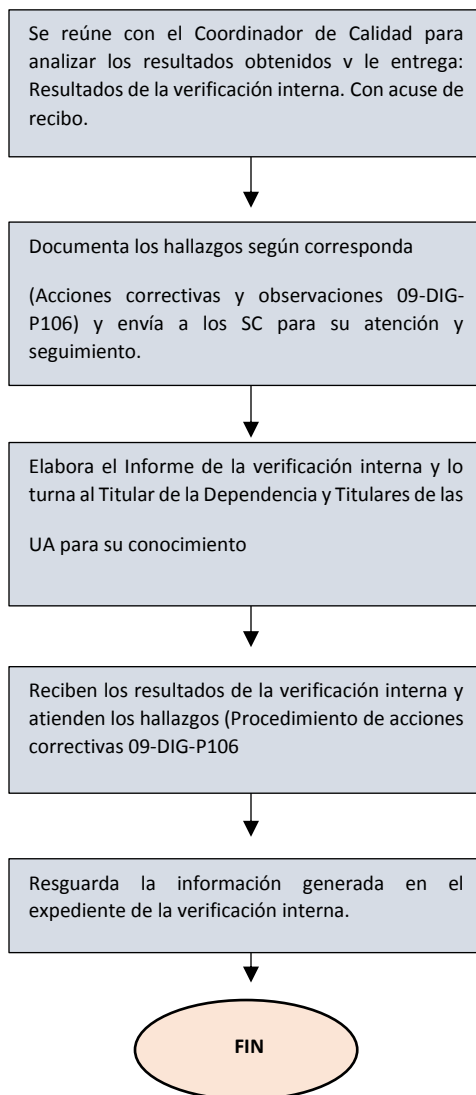 Se reúne con el Coordinador de Calidad para
analizar los resultados obtenidos v le entrega:
Resultados de la verificación interna. Con acuse de
recibo.
Documenta los hallazgos según corresponda
(Acciones correctivas y observaciones 09-DIG-
P106) y envía a los SC para su atención y
seguimiento.
Elabora el Informe de la verificación interna y lo
turna al Titular de la Dependencia y Titulares de las
UA para su conocimiento
Reciben los resultados de la verificación interna y
atienden los hallazgos (Procedimiento de acciones
correctivas 09-DIG-P106
Resguarda la información generada en el
expediente de la verificación interna.
FIN